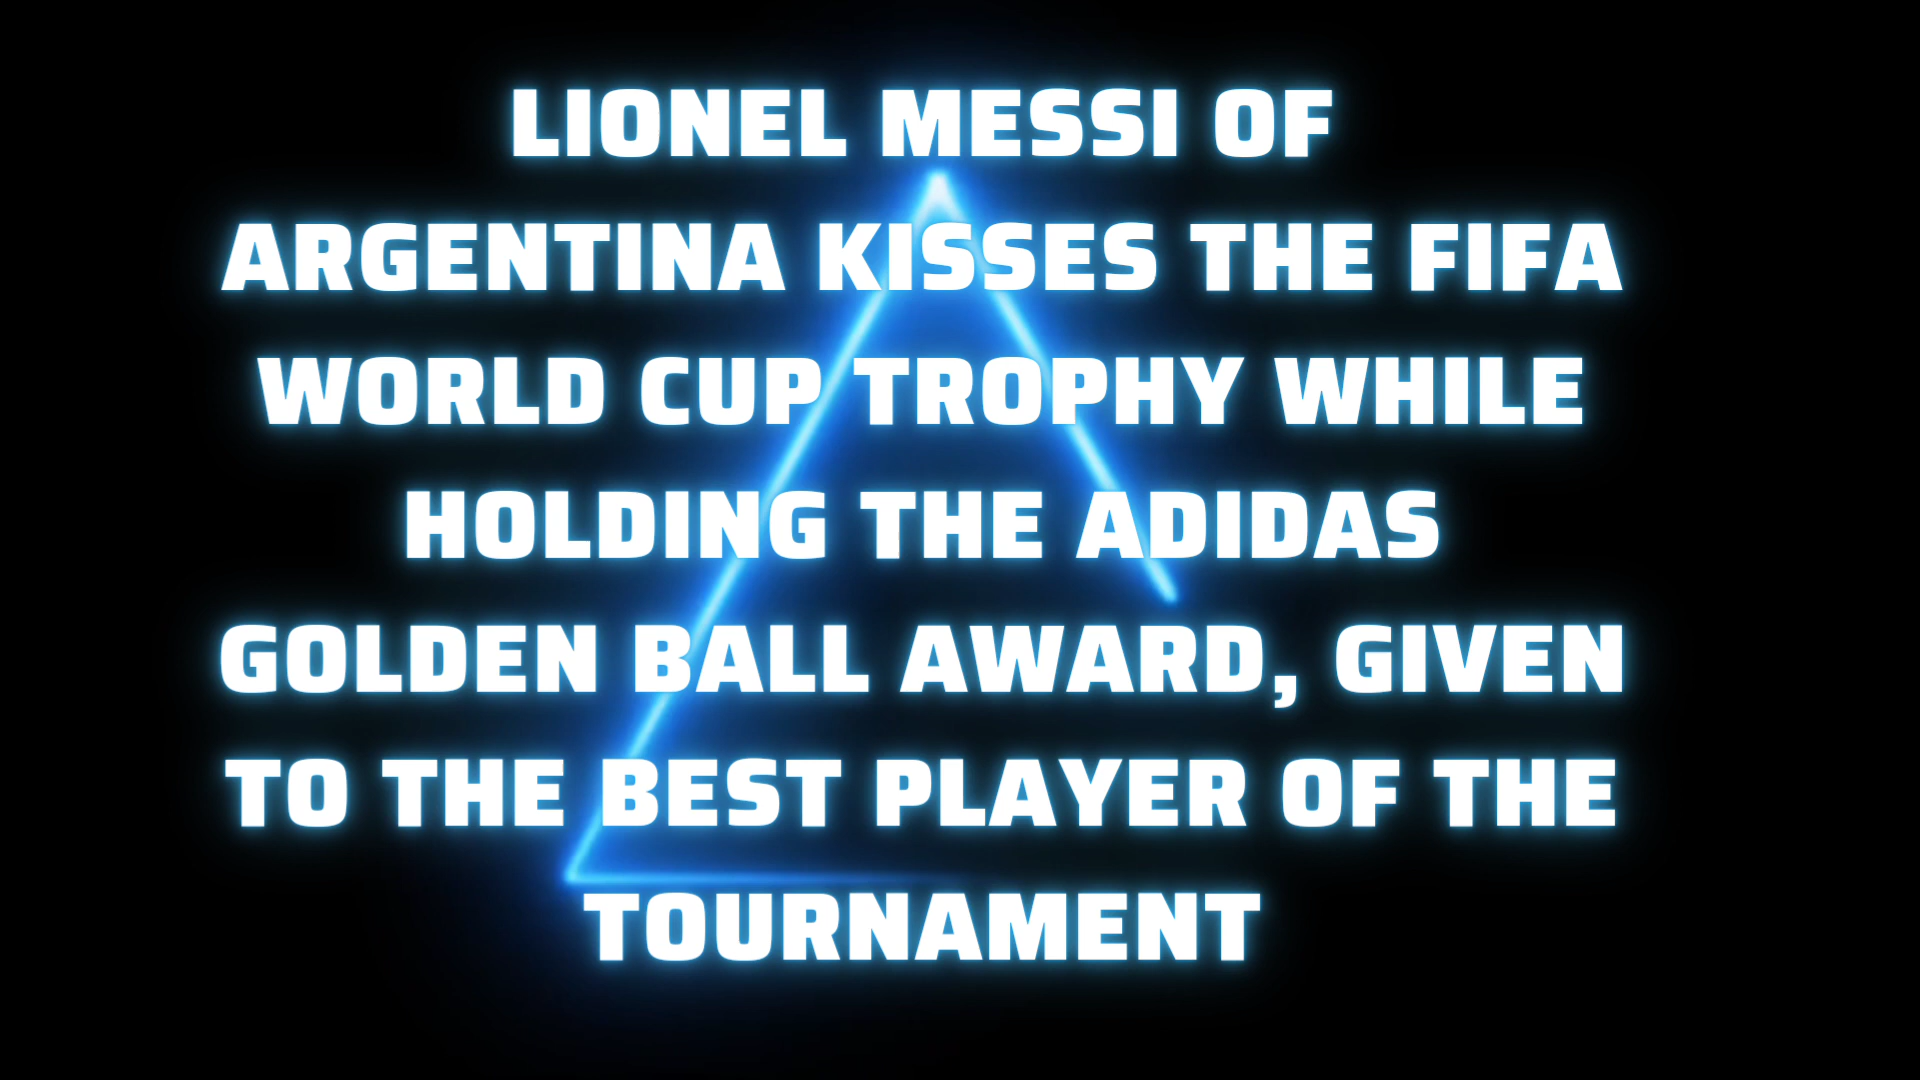 LIONEL MESSI OF
ARGENTINA KISSES THE FIFA
WORLD CUP TROPHY WHILE
HOLDING THE ADIDAS
GOLDEN BALL AWARD, GIVEN
TO THE BEST PLAYER OF THE
TOURNAMENT